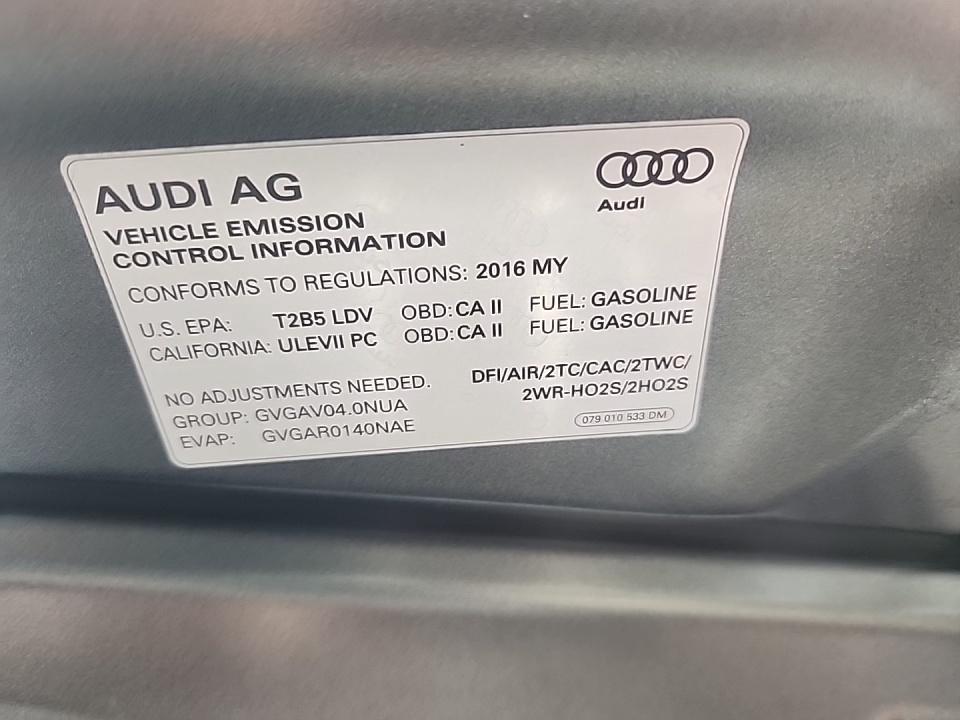 AUDI AG
Audi
VEHICLE EMISSION
CONTROL INFORMATION
CONFORMS TO REGULATIONS: 2016 MY
U.S. EPA: T2B5 LDV OBD: CA II FUEL: GASOLINE
CALIFORNIA: ULEVII PC OBD: CA II FUEL: GASOLINE
NO ADJUSTMENTS NEEDED.
GROUP: GVGAV04.0NUA
EVAP: GVGAR0140NAE
DFI/AIR/2TC/CAC/2TWC/
2WR-HO2S/2HO2S
079 010 533 DM